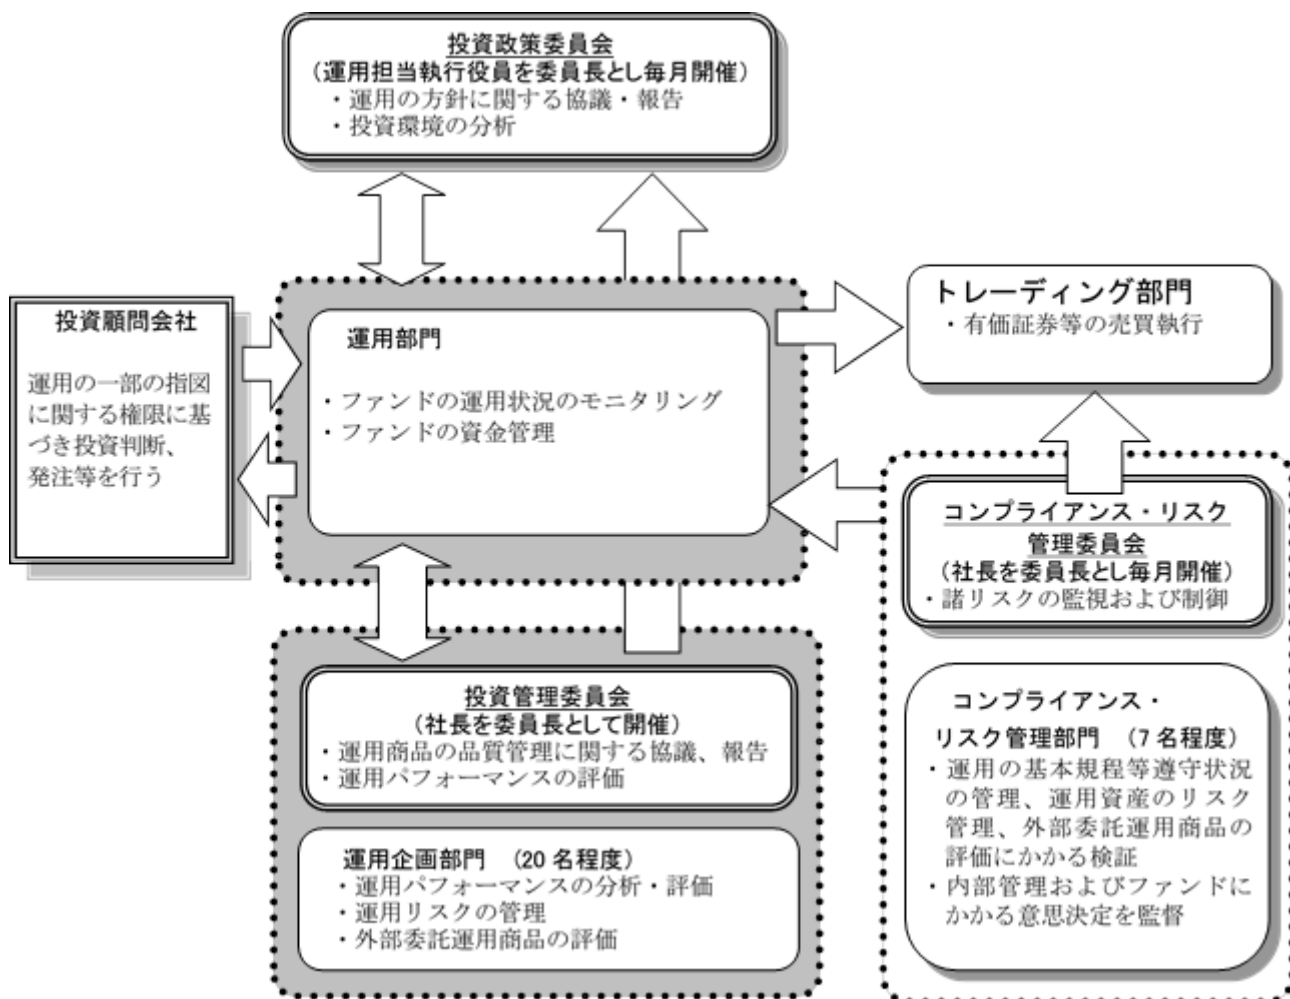 投資政策委員会
(運用担当執行役員を委員長とし毎月開催)
・運用の方針に関する協議・報告
・投資環境の分析
投資顧問会社
運用の一部の指図
に関する権限に基
づき投資判断、
発注等を行う
運用部門
・ファンドの運用状況のモニタリング
・ファンドの資金管理
トレーディング部門
・有価証券等の売買執行
コンプライアンス・リスク
管理委員会
(社長を委員長とし毎月開催)
・諸リスクの監視および制御
投資管理委員会
(社長を委員長として開催)
・運用商品の品質管理に関する協議、報告
・運用パフォーマンスの評価
運用企画部門 (20名程度)
・運用パフォーマンスの分析・評価
・運用リスクの管理
・外部委託運用商品の評価
コンプライアンス・
リスク管理部門 (7名程度)
・運用の基本規程等遵守状況
の管理、運用資産のリスク
管理、外部委託運用商品の
評価にかかる検証
・内部管理およびファンドに
かかる意思決定を監督